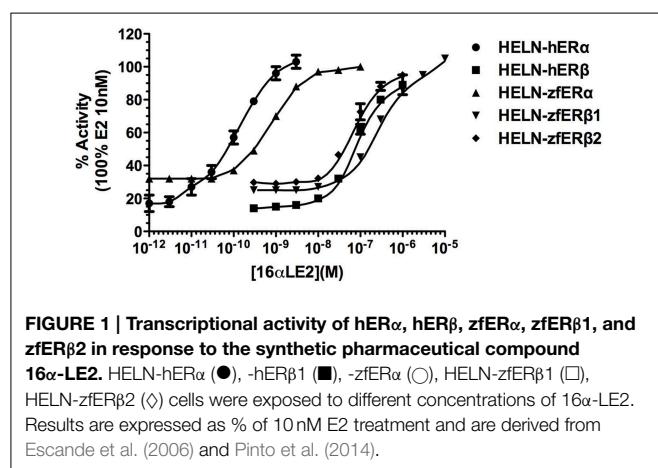 120
100
80
60
40
20
0
% Activity
(100% E2 10nM)
10⁻¹² 10⁻¹¹ 10⁻¹⁰ 10⁻⁹ 10⁻⁸ 10⁻⁷ 10⁻⁶ 10⁻⁵
[16αLE2](M)
● HELN-hERα
■ HELN-hERβ
▲ HELN-zfERα
▼ HELN-zfERβ1
◆ HELN-zfERβ2
FIGURE 1 | Transcriptional activity of hERα, hERβ, zfERα, zfERβ1, and
zfERβ2 in response to the synthetic pharmaceutical compound
16α-LE2. HELN-hERα (●), -hERβ1 (■), -zfERα (○), HELN-zfERβ1 (□),
HELN-zfERβ2 (◇) cells were exposed to different concentrations of 16α-LE2.
Results are expressed as % of 10 nM E2 treatment and are derived from
Escande et al. (2006) and Pinto et al. (2014).